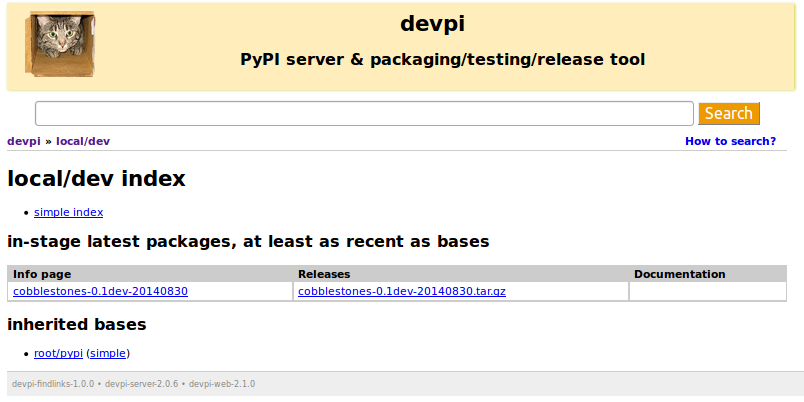 devpi
PyPI server & packaging/testing/release tool
Search
devpi » local/dev
How to search?
local/dev index
• simple index
in-stage latest packages, at least as recent as bases
Info page Releases Documentation
cobblestones-0.1dev-20140830 cobblestones-0.1dev-20140830.tar.gz
inherited bases
• root/pypi (simple)
devpi-findlinks-1.0.0 • devpi-server-2.0.6 • devpi-web-2.1.0